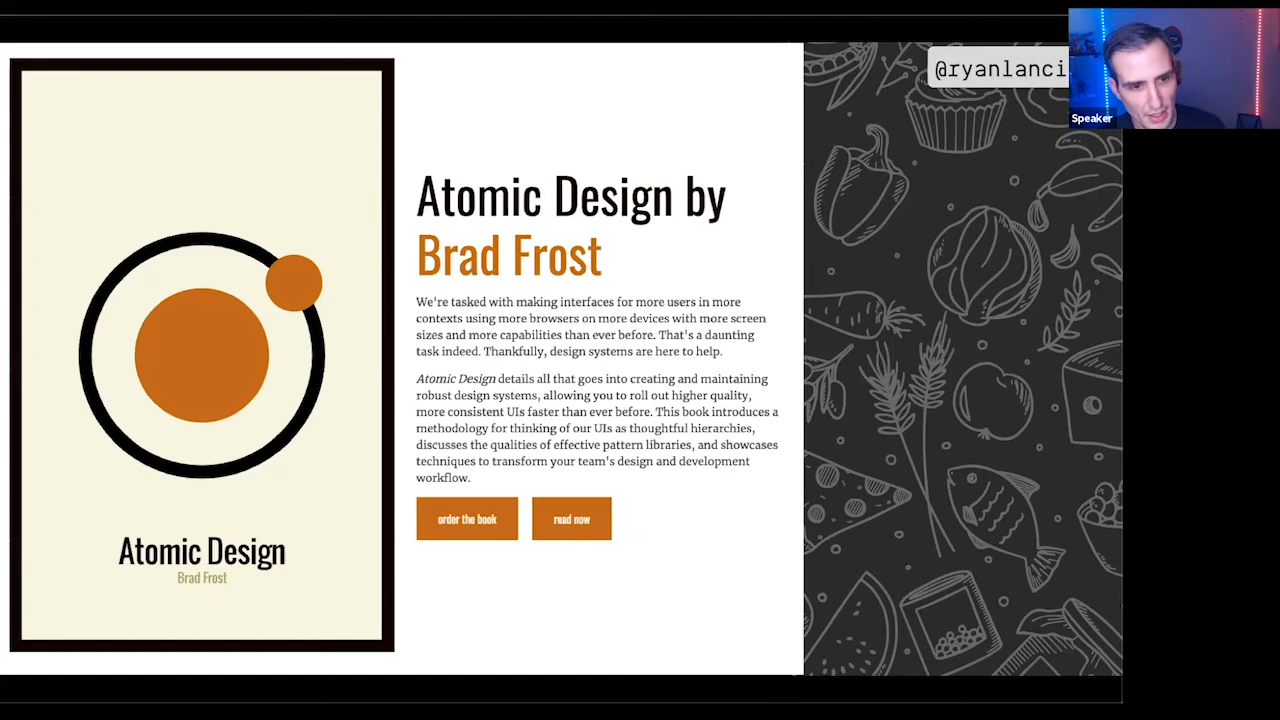 @ryanlanci
Speaker
Atomic Design by
Brad Frost
We're tasked with making interfaces for more users in more
contexts using more browsers on more devices with more screen
sizes and more capabilities than ever before. That's a daunting
task indeed. Thankfully, design systems are here to help.
Atomic Design details all that goes into creating and maintaining
robust design systems, allowing you to roll out higher quality,
more consistent UIs faster than ever before. This book introduces a
methodology for thinking of our UIs as thoughtful hierarchies,
discusses the qualities of effective pattern libraries, and showcases
techniques to transform your team's design and development
workflow.
order the book
read now
Atomic Design
Brad Frost